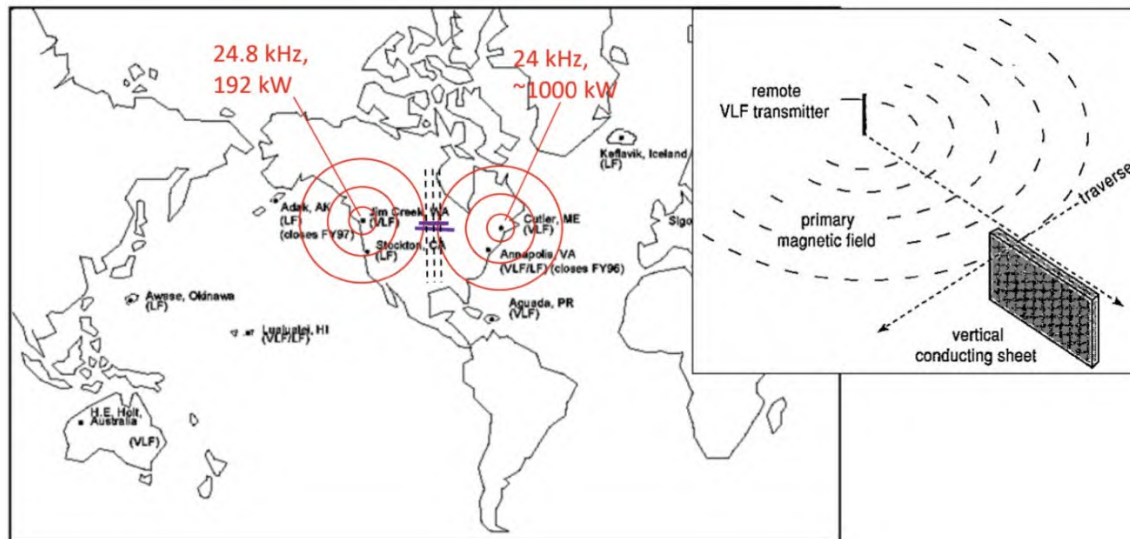 24.8 kHz,
192 kW
24 kHz,
~1000 kW
Keflavik, Iceland
(LF)
Adak, AK
(LF)
(closes FY97)
Jim Creek, WA
(VLF)
Stockton, CA
(LF)
Cutler, ME
(VLF)
Annapolis, VA
(VLF/LF) (closes FY96)
Sigo
Awase, Okinawa
(LF)
Lualualei, HI
(VLF/LF)
Aguada, PR
(VLF)
H.E. Holt,
Australia
(VLF)
remote
VLF transmitter
primary
magnetic field
traverse
vertical
conducting sheet